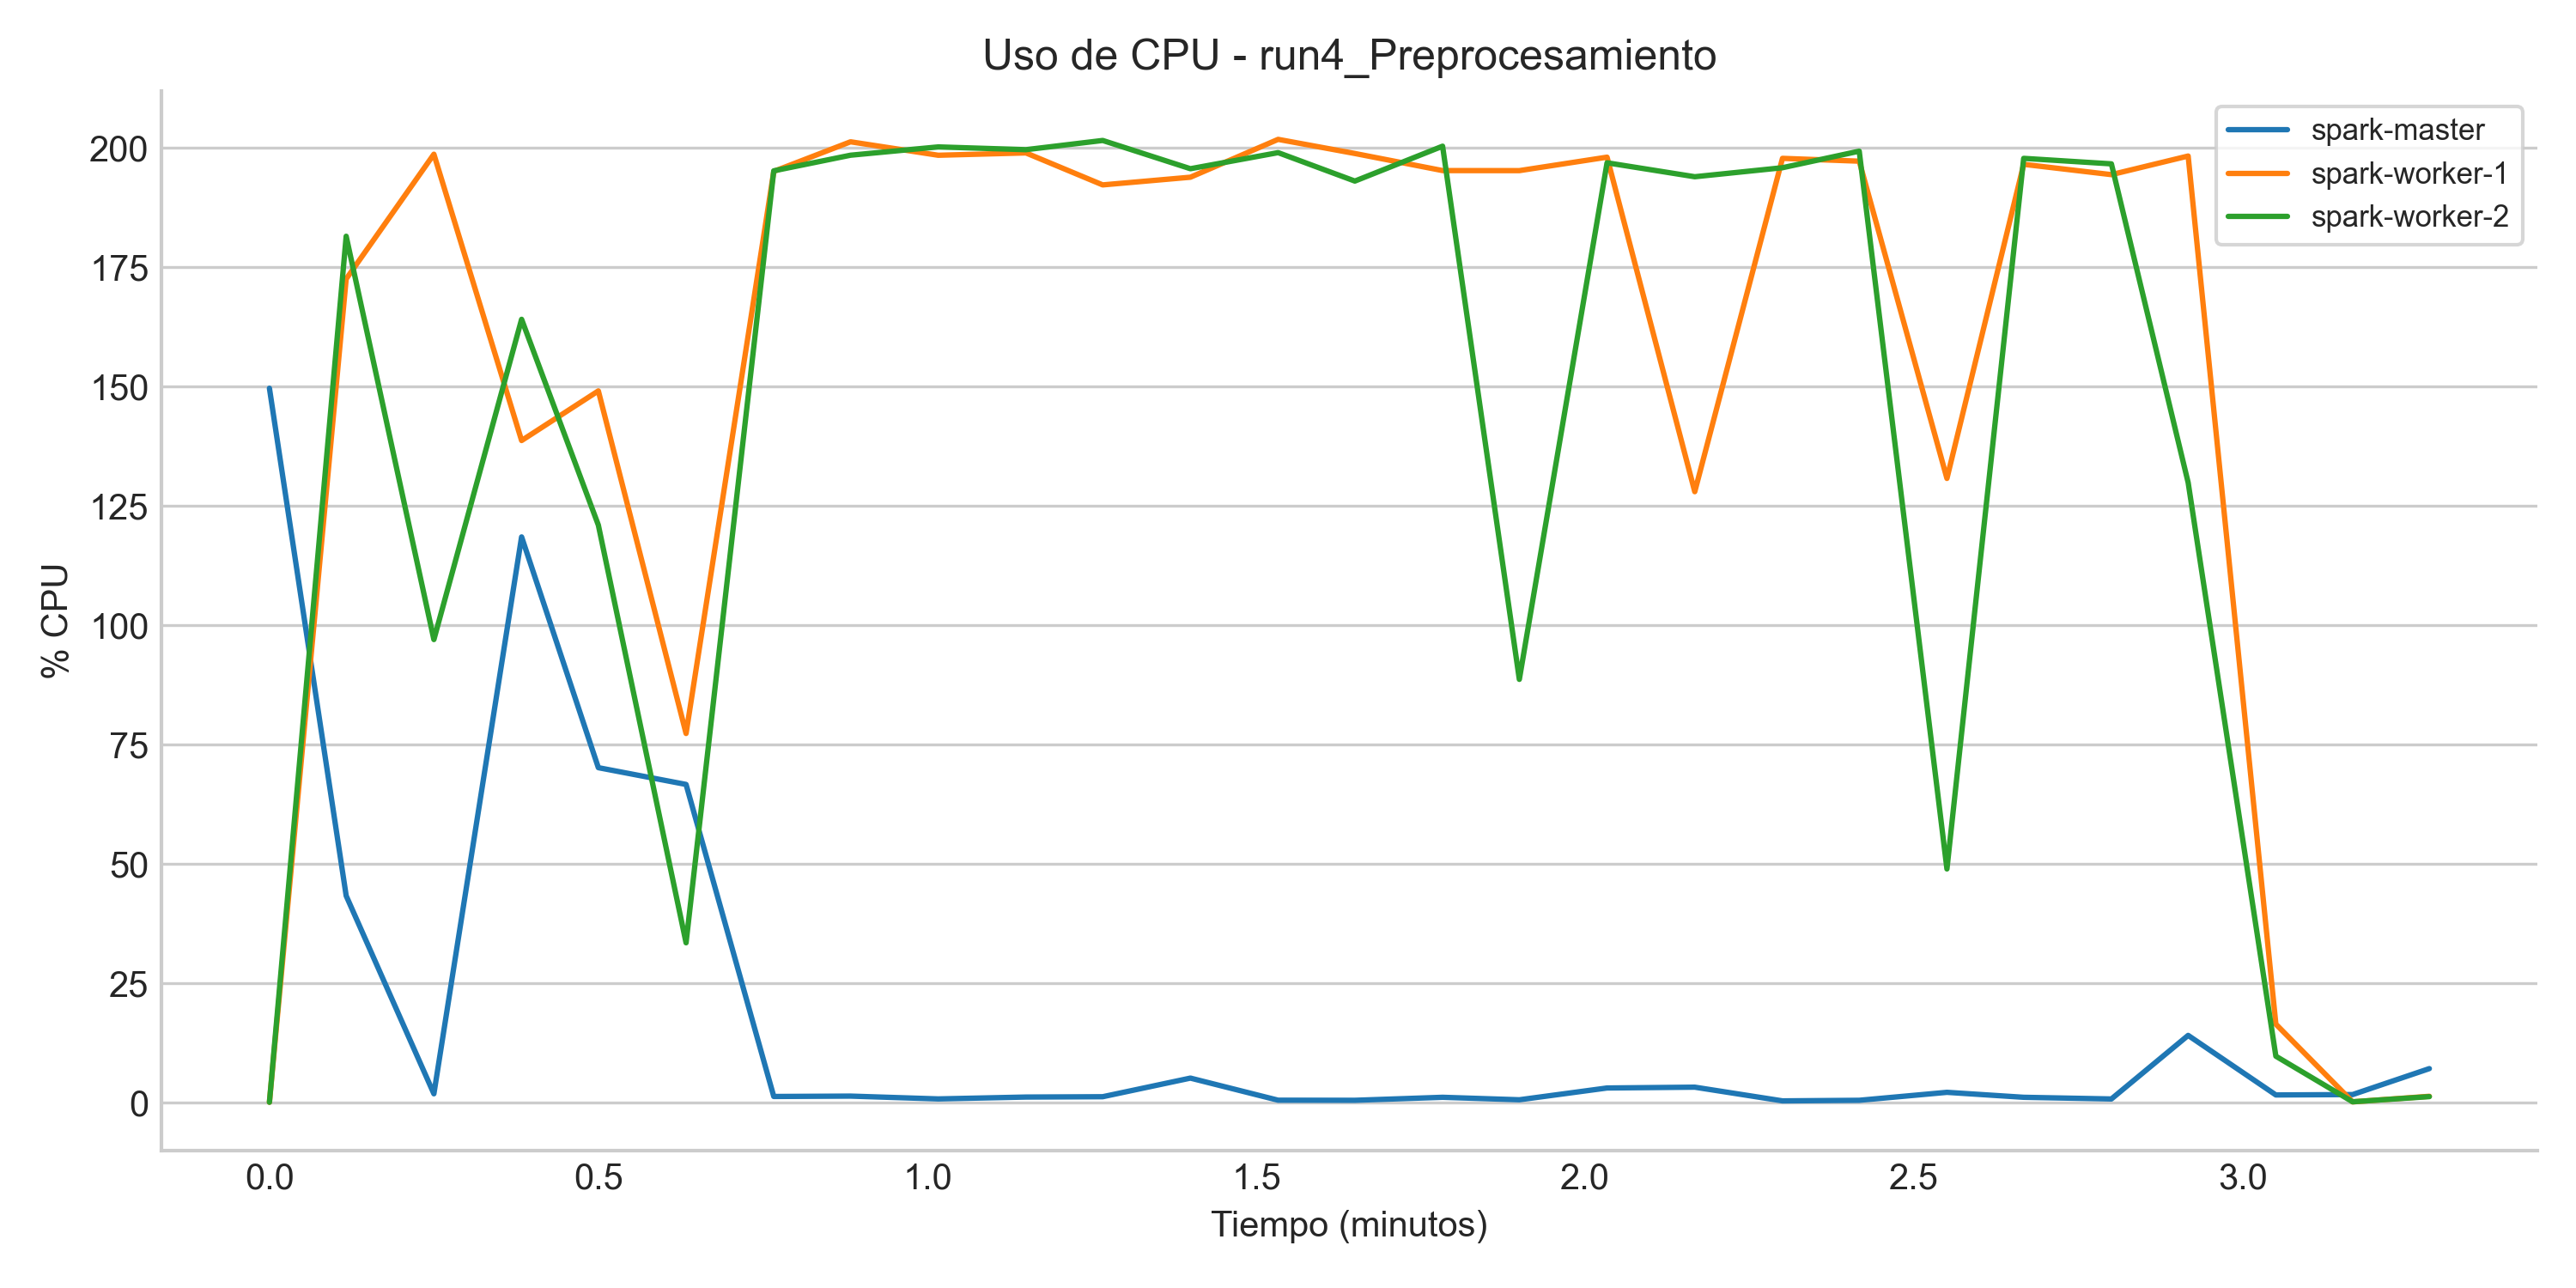 Uso de CPU - run4_Preprocesamiento
spark-master
spark-worker-1
spark-worker-2
% CPU
200
175
150
125
100
75
50
25
0
0.0 0.5 1.0 1.5 2.0 2.5 3.0
Tiempo (minutos)